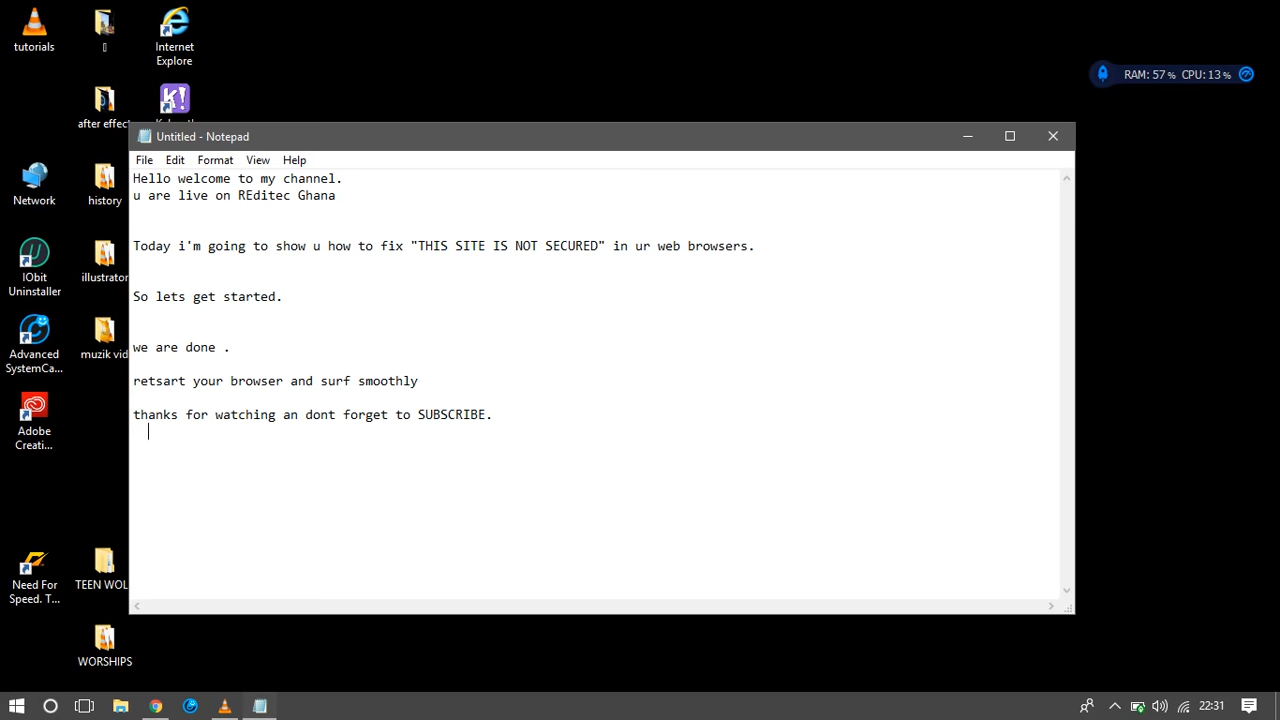 tutorials
Internet
Explore
after effec
RAM: 57 % CPU: 13 %
Untitled - Notepad
File Edit Format View Help
Hello welcome to my channel.
u are live on REditec Ghana
Today i'm going to show u how to fix "THIS SITE IS NOT SECURED" in ur web browsers.
So lets get started.
we are done .
retsart your browser and surf smoothly
thanks for watching an dont forget to SUBSCRIBE.
Network
history
IObit
Uninstaller
illustrator
Advanced
SystemCa...
muzik vid
Adobe
Creati...
Need For
Speed. T...
TEEN WOL
WORSHIPS
22:31